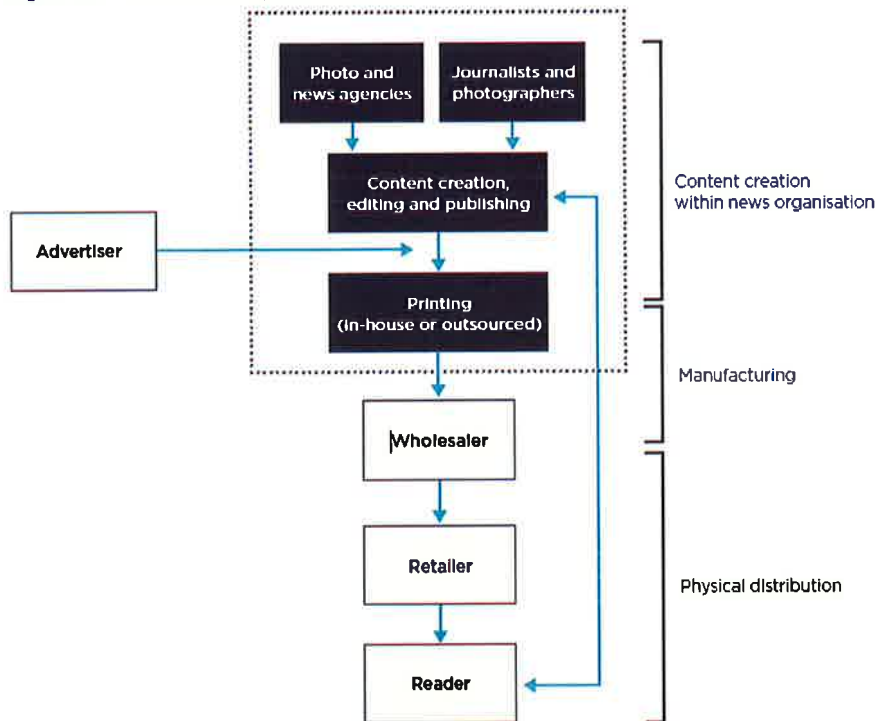 Photo and
news agencies
Journalists and
photographers
Content creation,
editing and publishing
Content creation
within news organisation
Advertiser
Printing
(in-house or outsourced)
Manufacturing
Wholesaler
Retailer
Physical distribution
Reader